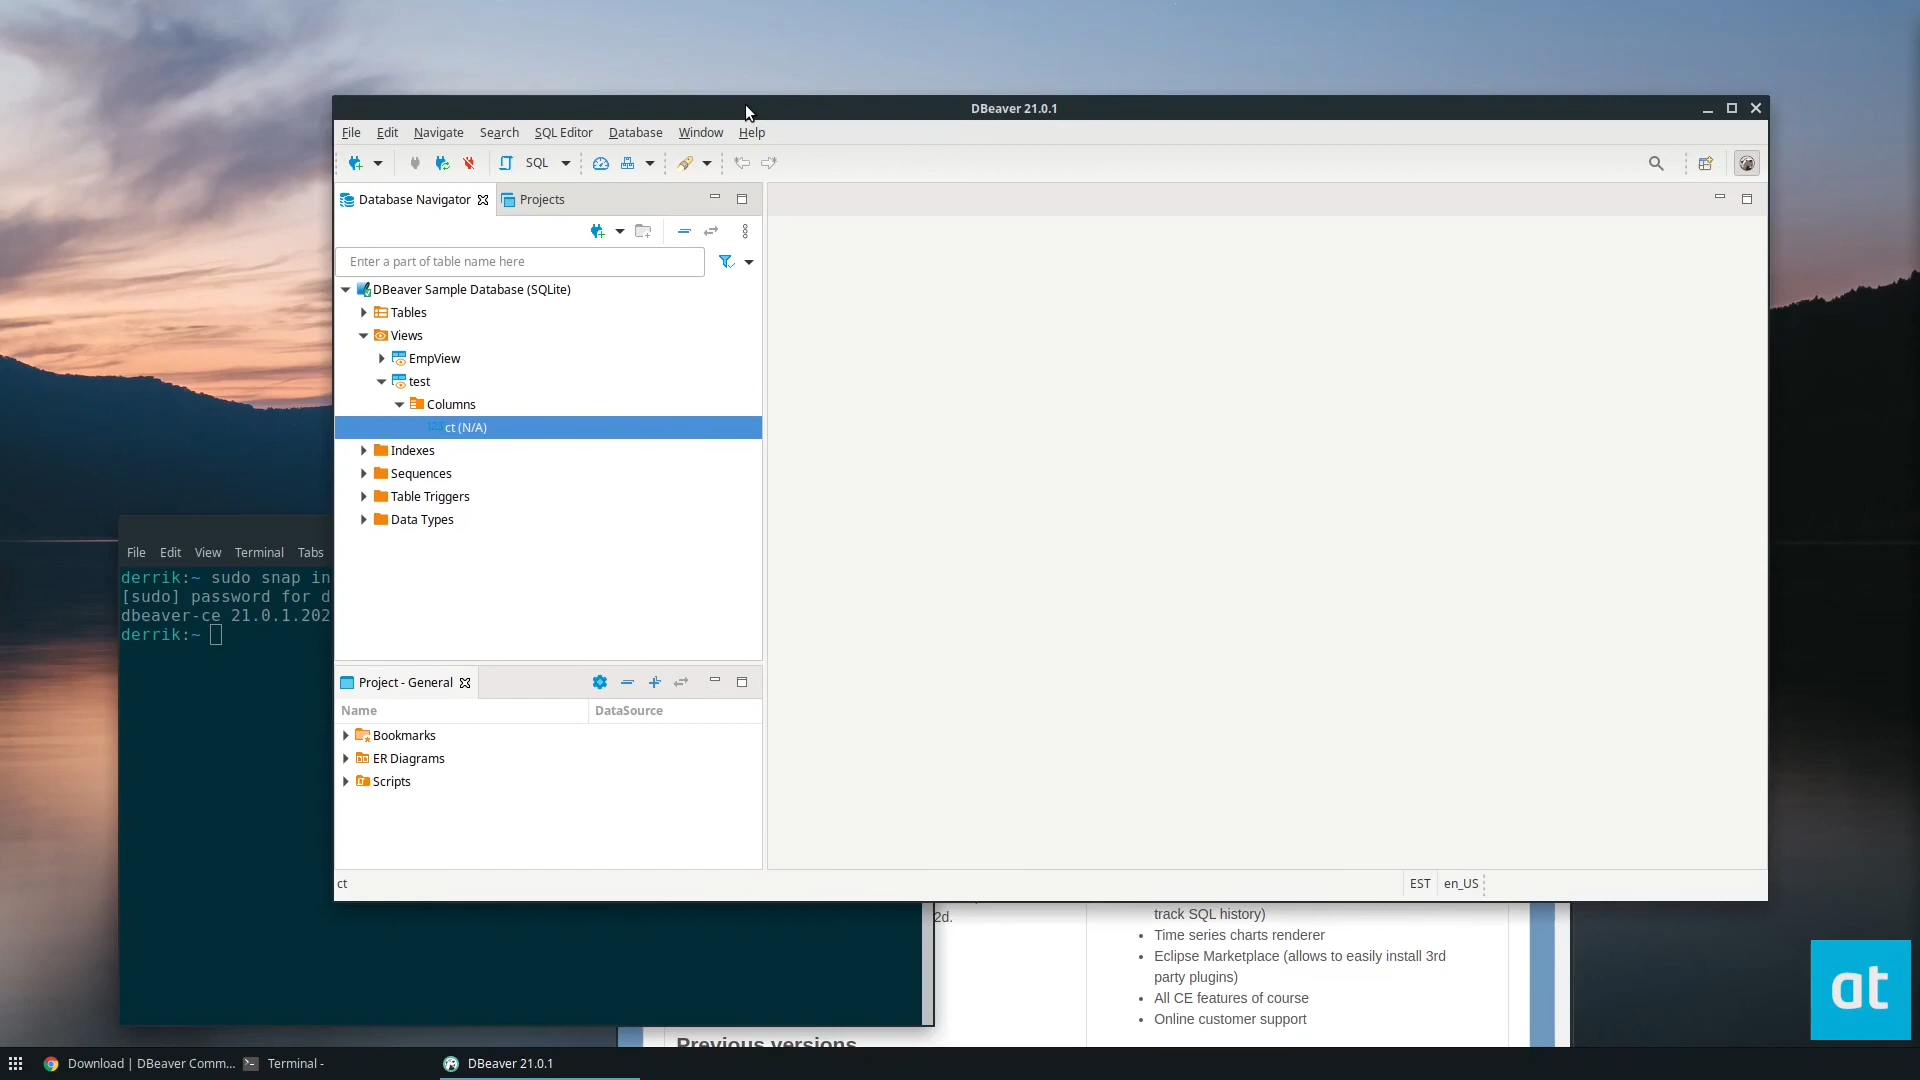 DBeaver 21.0.1
File Edit Navigate Search SQL Editor Database Window Help
SQL
Database Navigator Projects
Enter a part of table name here
DBeaver Sample Database (SQLite)
Tables
Views
EmpView
test
Columns
123 ct (N/A)
Indexes
Sequences
Table Triggers
Data Types
File Edit View Terminal Tabs
derrik:~ sudo snap in
[sudo] password for d
dbeaver-ce 21.0.1.202
derrik:~
Project - General
Name DataSource
Bookmarks
ER Diagrams
Scripts
ct
EST en_US
2d.
track SQL history)
• Time series charts renderer
• Eclipse Marketplace (allows to easily install 3rd
party plugins)
• All CE features of course
• Online customer support
Previous versions
at
Download | DBeaver Comm... Terminal - DBeaver 21.0.1